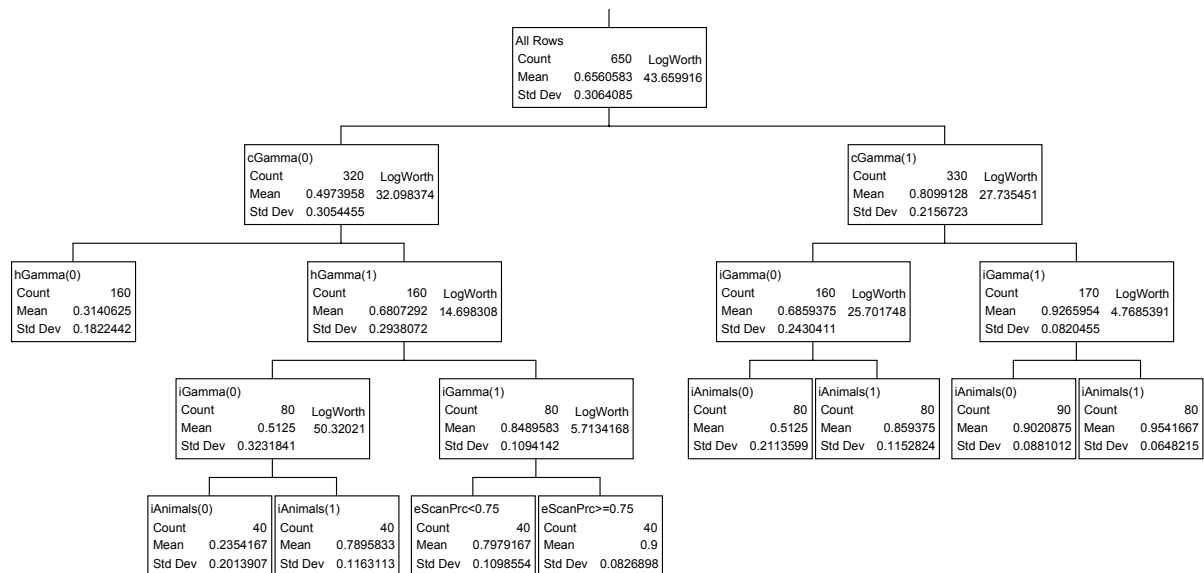 All Rows
Count 650 LogWorth
Mean 0.6560583 43.659916
Std Dev 0.3064085
cGamma(0)
Count 320 LogWorth
Mean 0.4973958 32.098374
Std Dev 0.3054455
cGamma(1)
Count 330 LogWorth
Mean 0.8099128 27.735451
Std Dev 0.2156723
hGamma(0)
Count 160
Mean 0.3140625
Std Dev 0.1822442
hGamma(1)
Count 160 LogWorth
Mean 0.6807292 14.698308
Std Dev 0.2938072
iGamma(0)
Count 160 LogWorth
Mean 0.6859375 25.701748
Std Dev 0.2430411
iGamma(1)
Count 170 LogWorth
Mean 0.9265954 4.7685391
Std Dev 0.0820455
iGamma(0)
Count 80 LogWorth
Mean 0.5125 50.32021
Std Dev 0.3231841
iGamma(1)
Count 80 LogWorth
Mean 0.8489583 5.7134168
Std Dev 0.1094142
iAnimals(0)
Count 80
Mean 0.5125
Std Dev 0.2113599
iAnimals(1)
Count 80
Mean 0.859375
Std Dev 0.1152824
iAnimals(0)
Count 90
Mean 0.9020875
Std Dev 0.0881012
iAnimals(1)
Count 80
Mean 0.9541667
Std Dev 0.0648215
iAnimals(0)
Count 40
Mean 0.2354167
Std Dev 0.2013907
iAnimals(1)
Count 40
Mean 0.7895833
Std Dev 0.1163113
eScanPrc<0.75
Count 40
Mean 0.7979167
Std Dev 0.1098554
eScanPrc>=0.75
Count 40
Mean 0.9
Std Dev 0.0826898